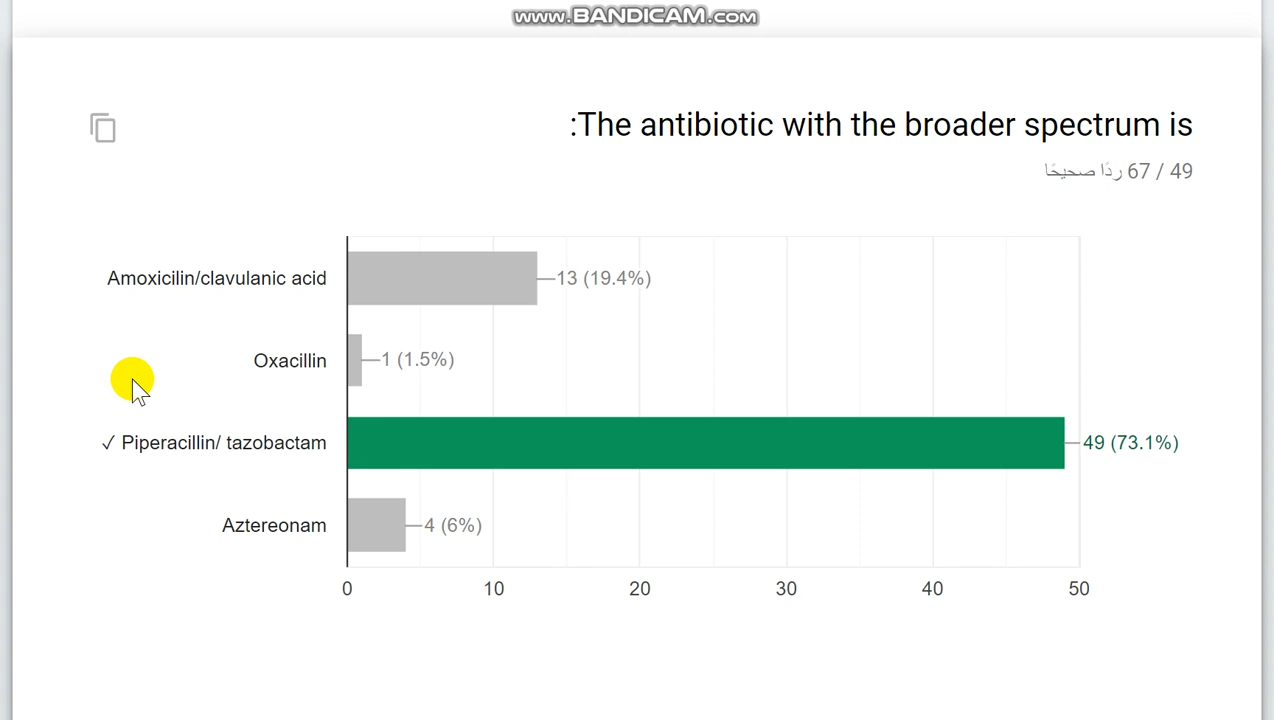 www.BANDICAM.com
:The antibiotic with the broader spectrum is
49 / 67 ردًا صحيحًا
Amoxicilin/clavulanic acid
13 (19.4%)
Oxacillin
1 (1.5%)
✓ Piperacillin/ tazobactam
49 (73.1%)
Aztereonam
4 (6%)
0 10 20 30 40 50